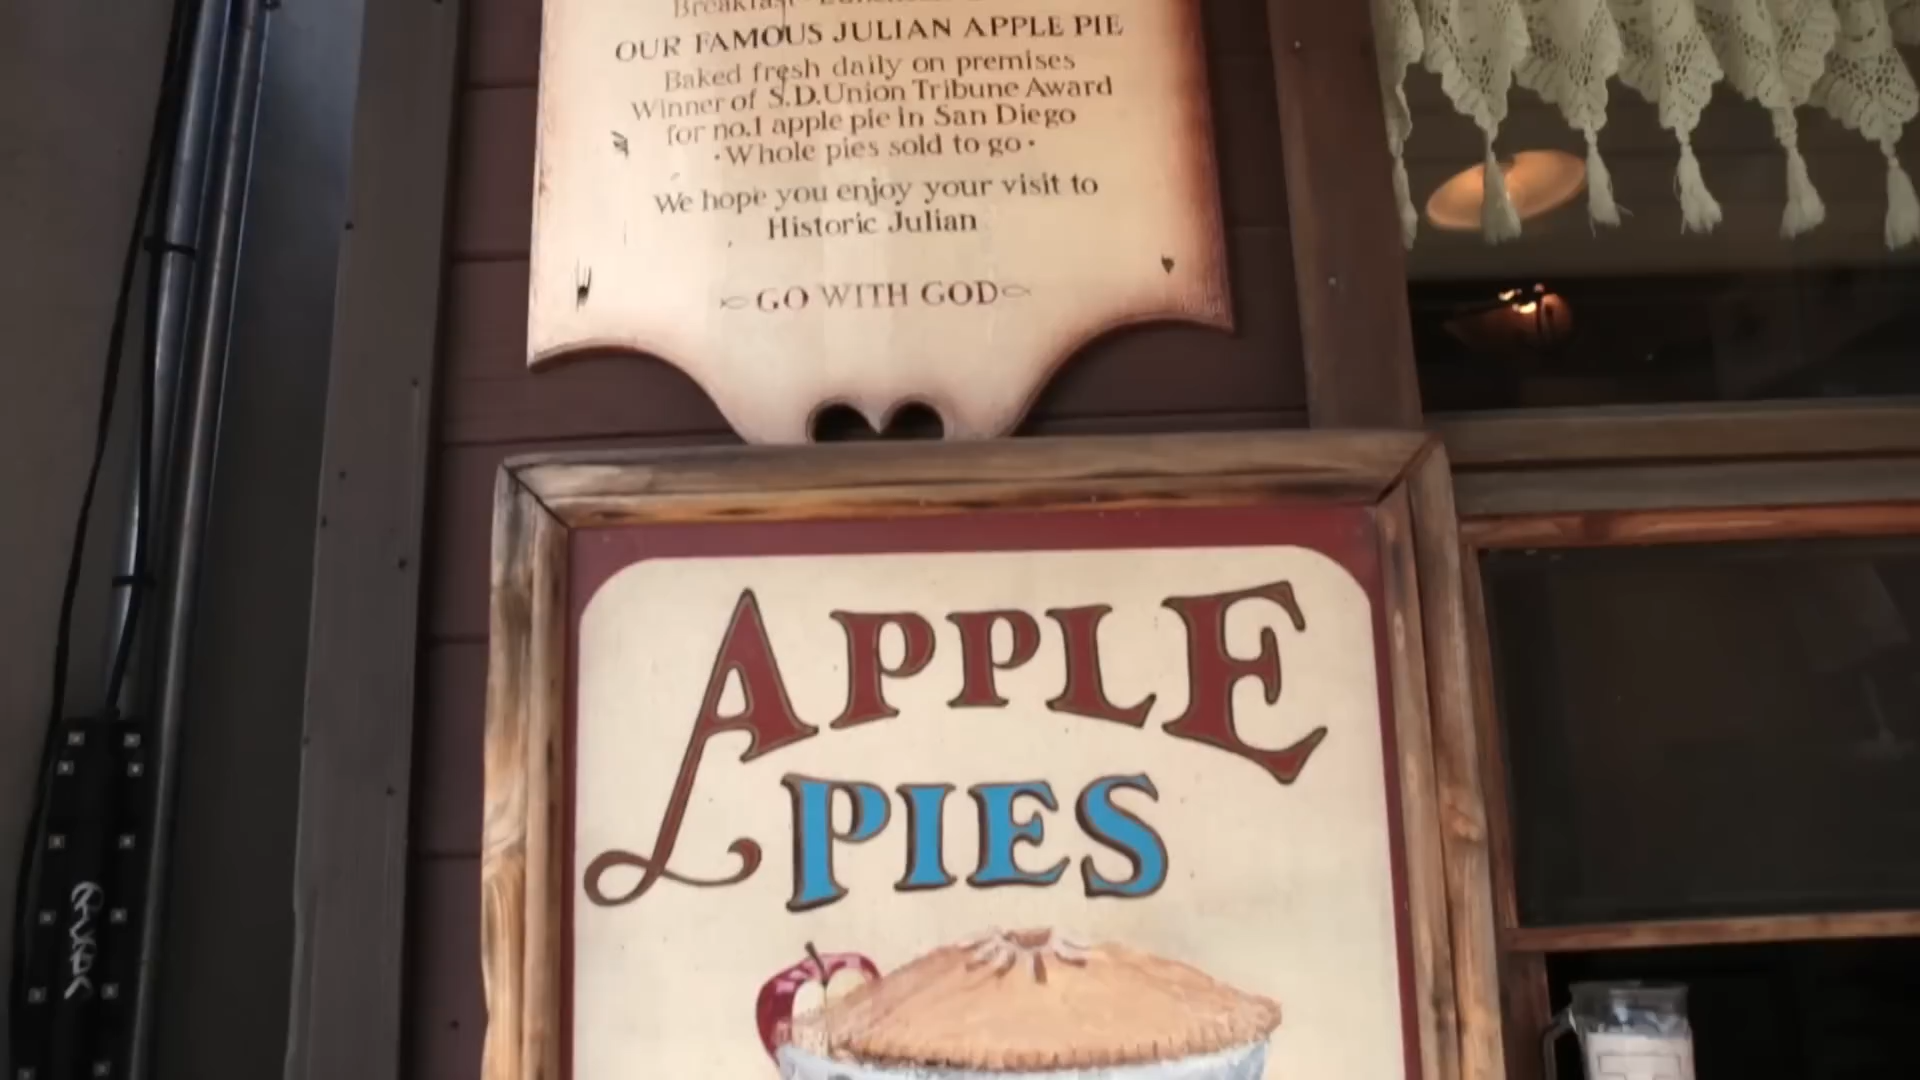 Breakfast
OUR FAMOUS JULIAN APPLE PIE
Baked fresh daily on premises
Winner of S.D.Union Tribune Award
for no.1 apple pie in San Diego
·Whole pies sold to go·
We hope you enjoy your visit to
Historic Julian
GO WITH GOD
APPLE
PIES